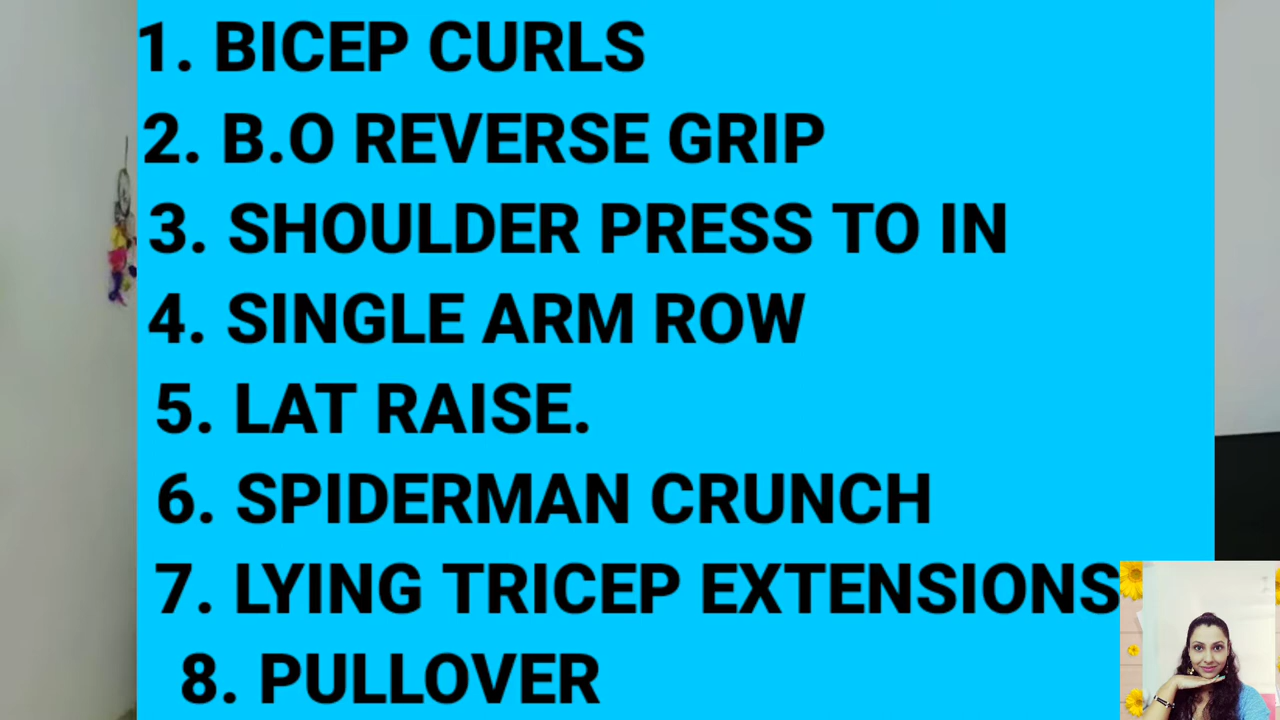 1. BICEP CURLS
2. B.O REVERSE GRIP
3. SHOULDER PRESS TO IN
4. SINGLE ARM ROW
5. LAT RAISE.
6. SPIDERMAN CRUNCH
7. LYING TRICEP EXTENSIONS
8. PULLOVER